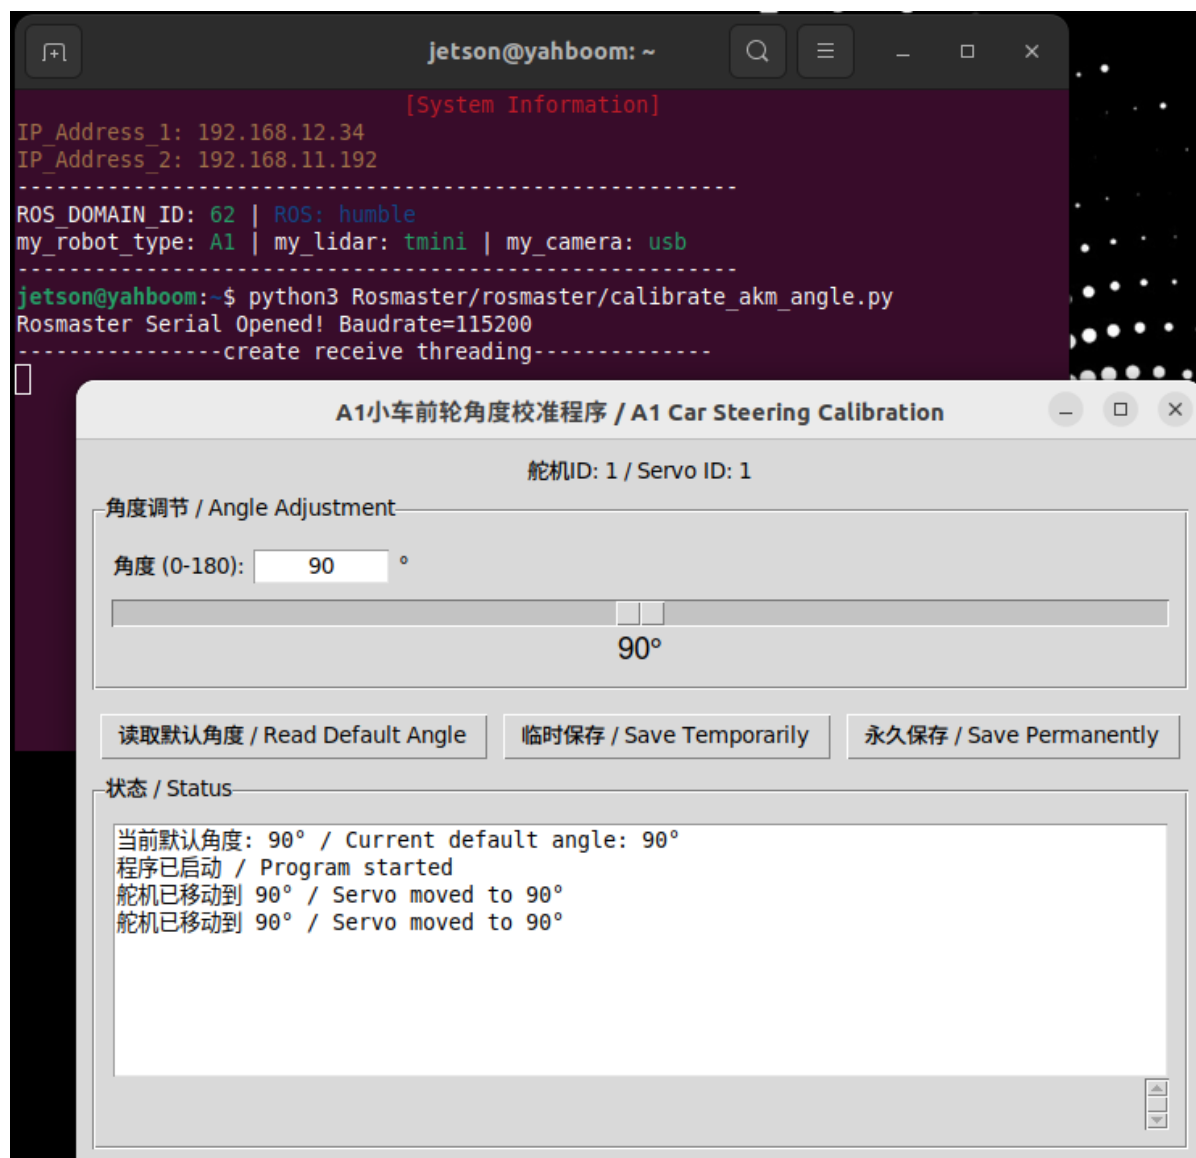 jetson@yahboom: ~
[System Information]
IP_Address_1: 192.168.12.34
IP_Address_2: 192.168.11.192
--------------------------------------------------------
ROS_DOMAIN_ID: 62 | ROS: humble
my_robot_type: A1 | my_lidar: tmini | my_camera: usb
--------------------------------------------------------
jetson@yahboom:~$ python3 Rosmaster/rosmaster/calibrate_akm_angle.py
Rosmaster Serial Opened! Baudrate=115200
----------------create receive threading--------------
A1小车前轮角度校准程序 / A1 Car Steering Calibration
舵机ID: 1 / Servo ID: 1
角度调节 / Angle Adjustment
角度 (0-180): 90 °
90°
读取默认角度 / Read Default Angle
临时保存 / Save Temporarily
永久保存 / Save Permanently
状态 / Status
当前默认角度: 90° / Current default angle: 90°
程序已启动 / Program started
舵机已移动到 90° / Servo moved to 90°
舵机已移动到 90° / Servo moved to 90°